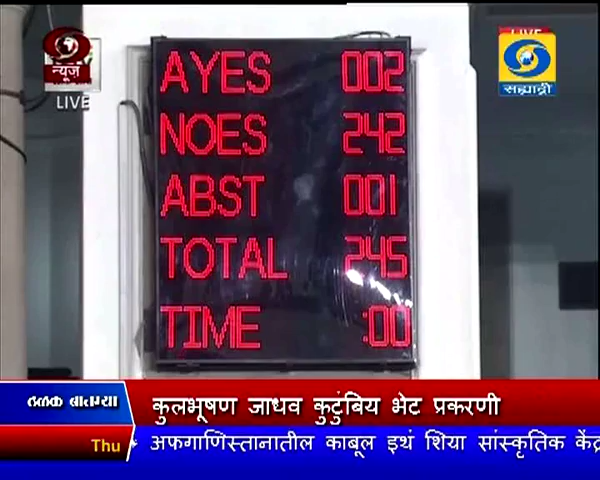 न्यूज़
LIVE
LIVE
सह्याद्री
AYES 002
NOES 242
ABST 001
TOTAL 245
TIME :00
ठळक बातम्या
कुलभूषण जाधव कुटुंबिय भेट प्रकरणी
Thu
अफगाणिस्तानातील काबूल इथं शिया सांस्कृतिक केंद्र